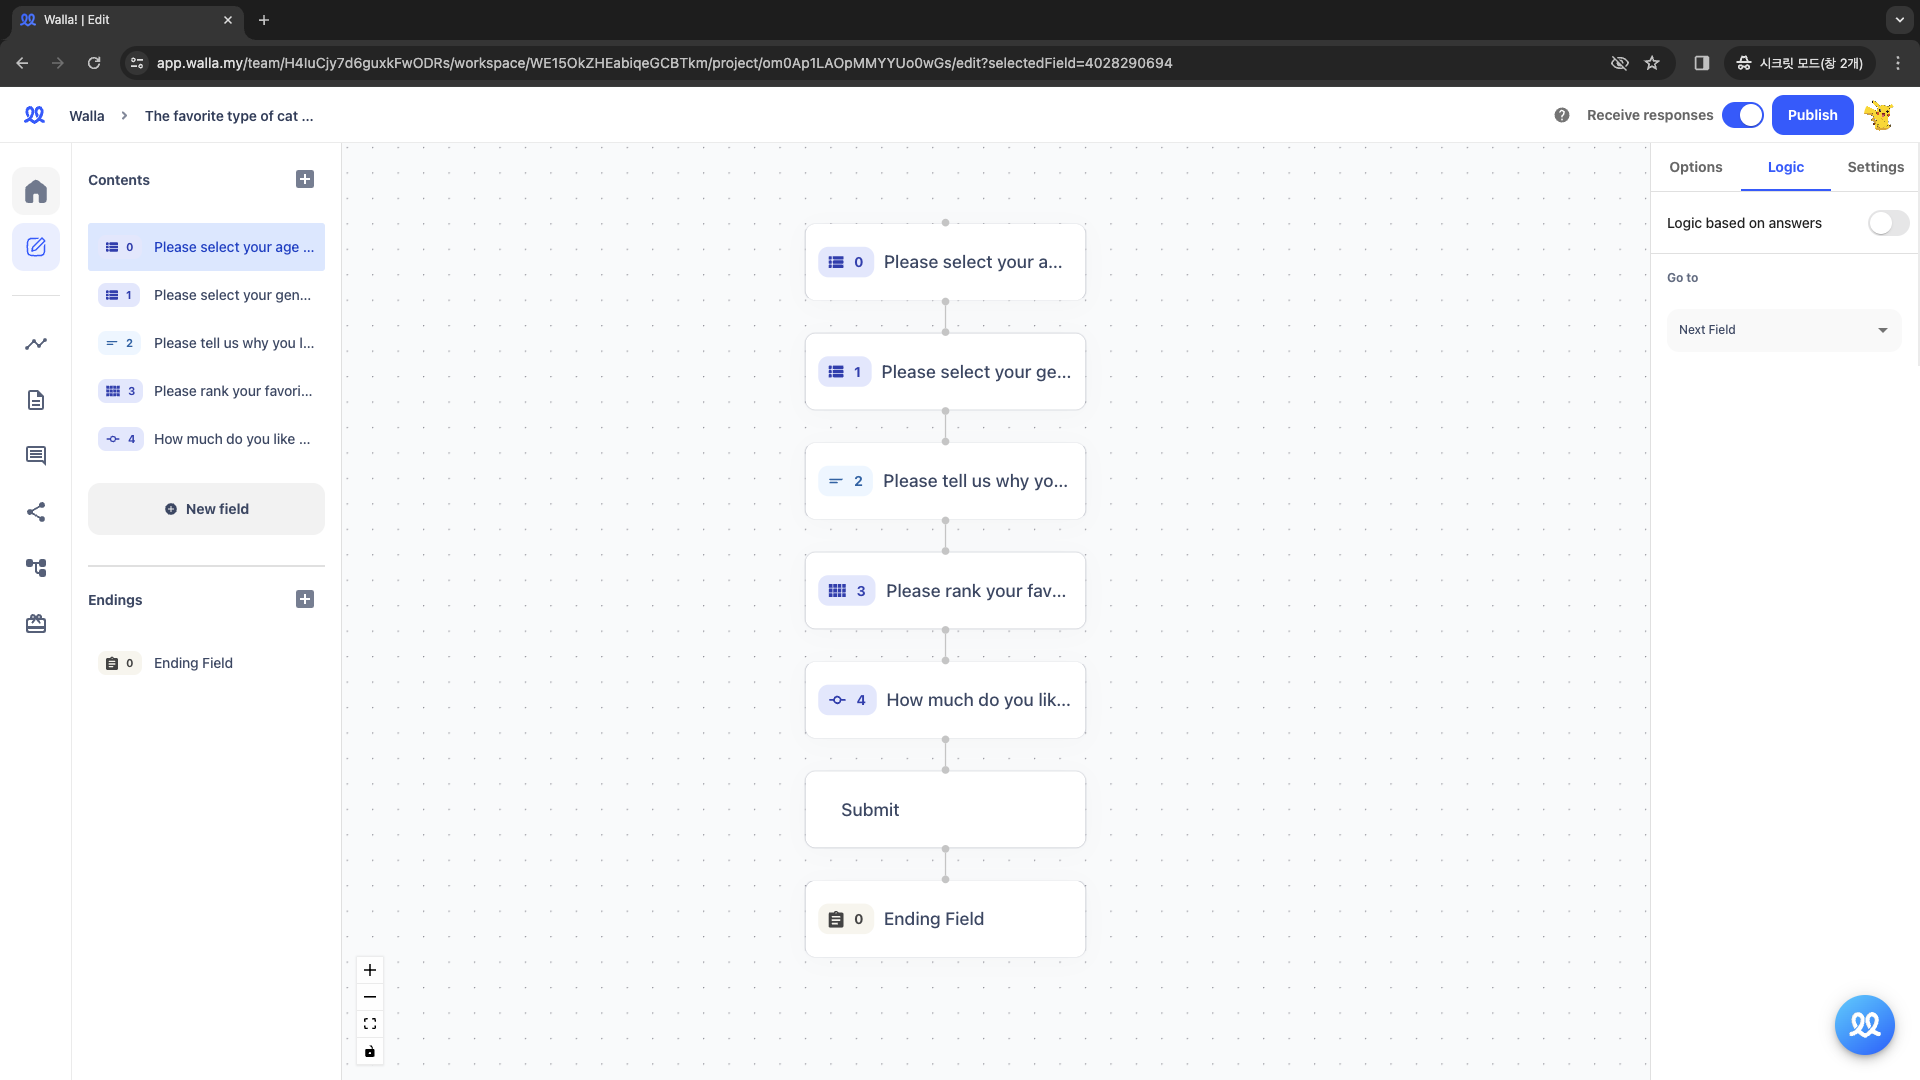 Walla! | Edit
app.walla.my/team/H4IuCjy7d6guxkFwODRs/workspace/WE15OkZHEabiqeGCBTkm/project/om0Ap1LAOpMMYYUo0wGs/edit?selectedField=4028290694
시크릿 모드(창 2개)
Walla
The favorite type of cat ...
Receive responses
Publish
Contents
0 Please select your age ...
1 Please select your gen...
2 Please tell us why you l...
3 Please rank your favori...
4 How much do you like ...
New field
Endings
0 Ending Field
0 Please select your a...
1 Please select your ge...
2 Please tell us why yo...
3 Please rank your fav...
4 How much do you lik...
Submit
0 Ending Field
Options
Logic
Settings
Logic based on answers
Go to
Next Field